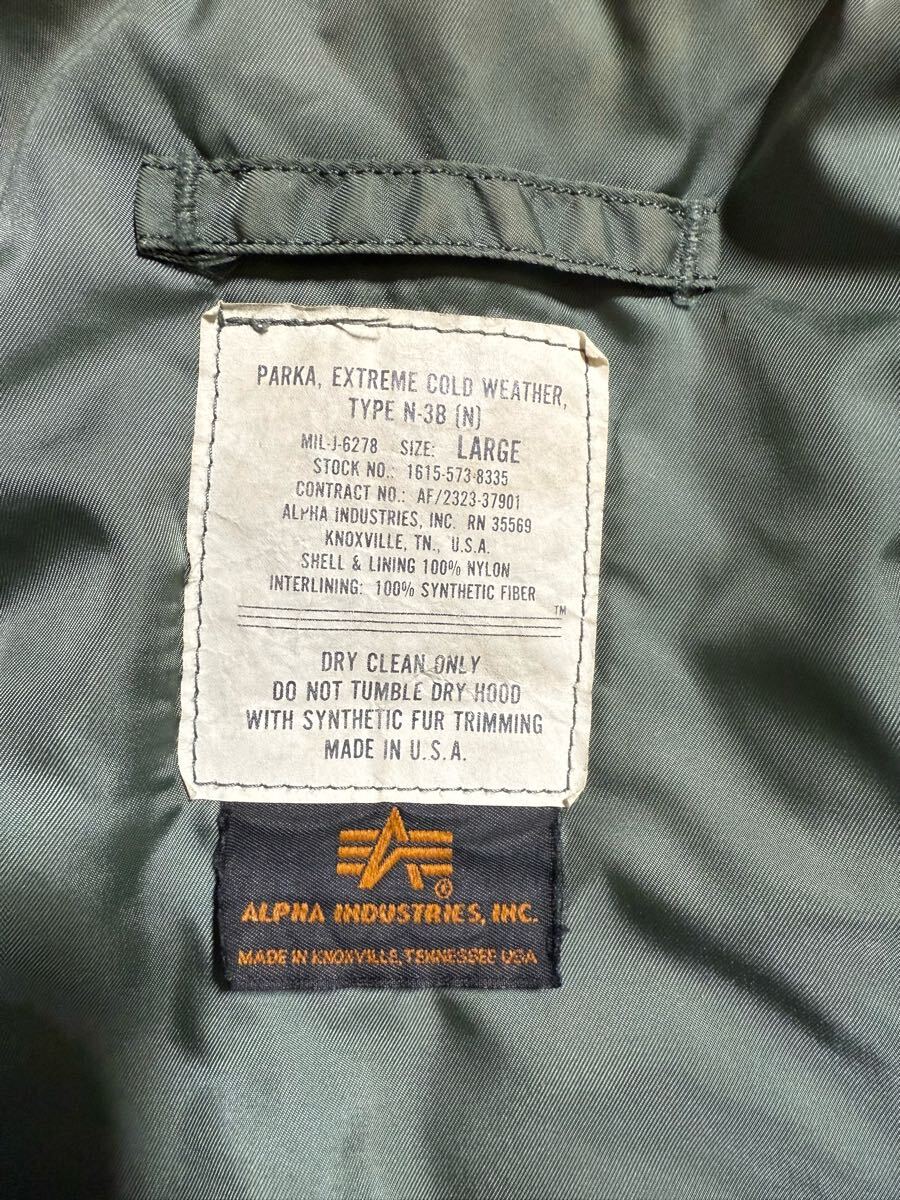 PARKA, EXTREME COLD WEATHER,
TYPE N-3B (N)
MIL-J-6278 SIZE: LARGE
STOCK NO.: 1615-573-8335
CONTRACT NO.: AF/2323-37901
ALPHA INDUSTRIES, INC. RN 35569
KNOXVILLE, TN., U.S.A.
SHELL & LINING 100% NYLON
INTERLINING: 100% SYNTHETIC FIBER
™
DRY CLEAN ONLY
DO NOT TUMBLE DRY HOOD
WITH SYNTHETIC FUR TRIMMING
MADE IN U.S.A.
®
ALPHA INDUSTRIES, INC.
MADE IN KNOXVILLE, TENNESSEE USA